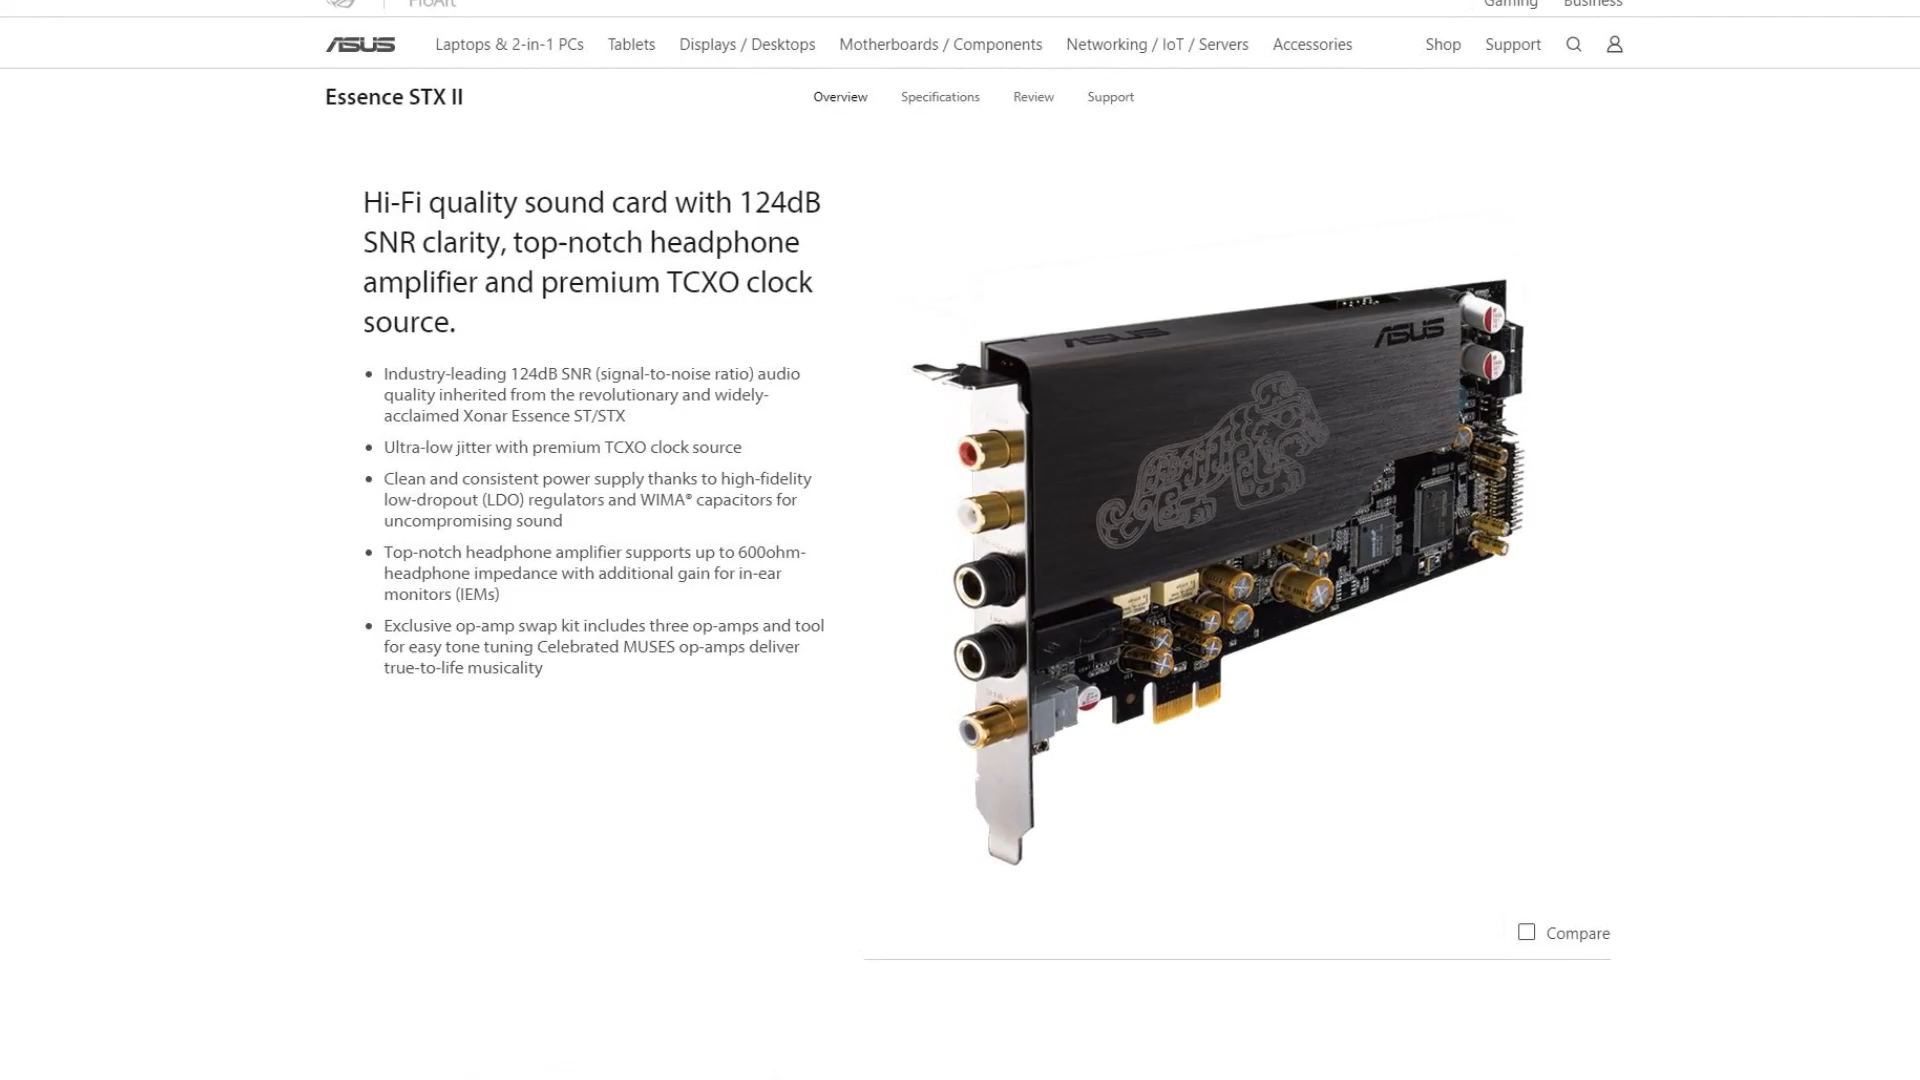 ProArt
Gaming Business
ASUS Laptops & 2-in-1 PCs Tablets Displays / Desktops Motherboards / Components Networking / IoT / Servers Accessories Shop Support
Essence STX II Overview Specifications Review Support
Hi-Fi quality sound card with 124dB
SNR clarity, top-notch headphone
amplifier and premium TCXO clock
source.
Industry-leading 124dB SNR (signal-to-noise ratio) audio
quality inherited from the revolutionary and widely-
acclaimed Xonar Essence ST/STX
Ultra-low jitter with premium TCXO clock source
Clean and consistent power supply thanks to high-fidelity
low-dropout (LDO) regulators and WIMA® capacitors for
uncompromising sound
Top-notch headphone amplifier supports up to 600ohm-
headphone impedance with additional gain for in-ear
monitors (IEMs)
Exclusive op-amp swap kit includes three op-amps and tool
for easy tone tuning Celebrated MUSES op-amps deliver
true-to-life musicality
ASUS
ASUS
Compare